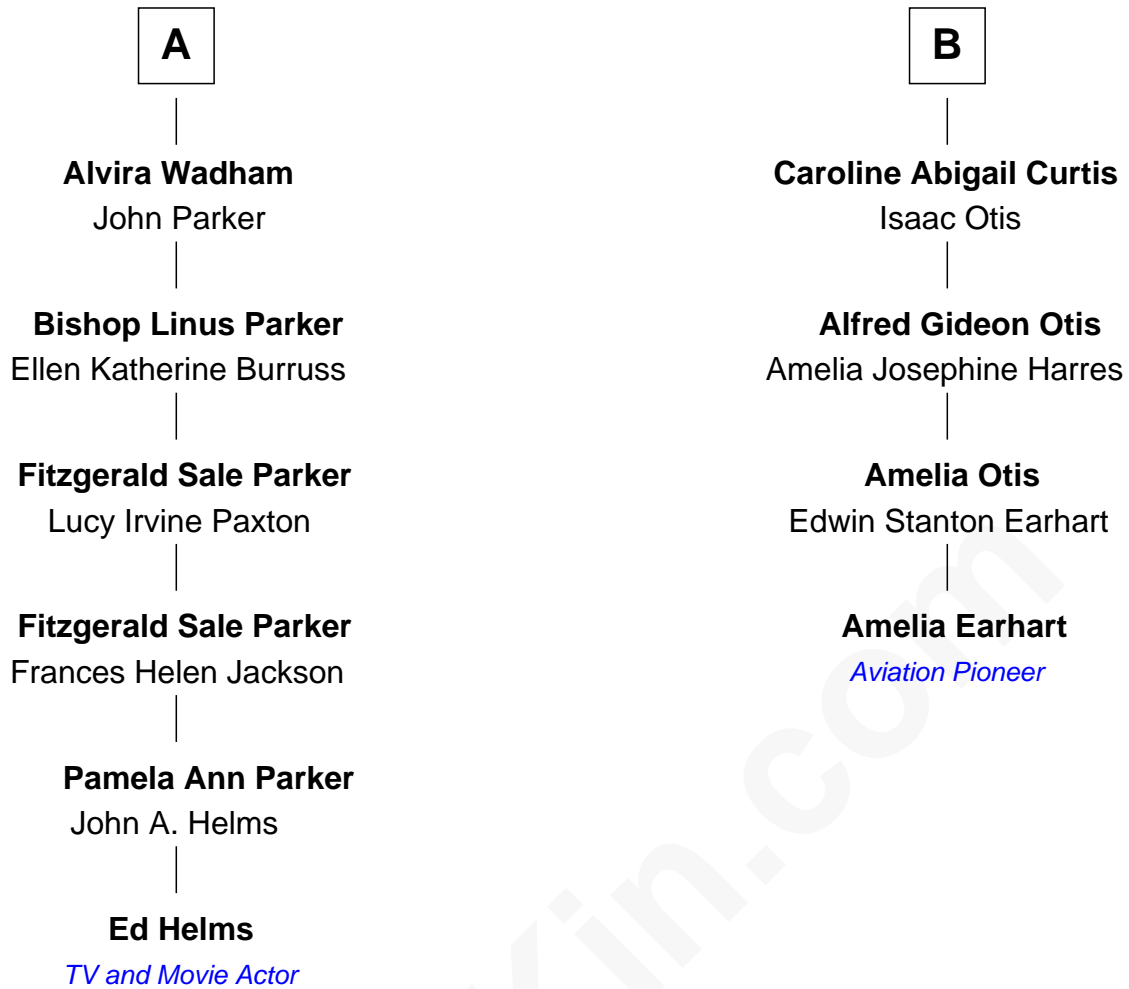 A
Alvira Wadham
John Parker
Bishop Linus Parker
Ellen Katherine Burruss
Fitzgerald Sale Parker
Lucy Irvine Paxton
Fitzgerald Sale Parker
Frances Helen Jackson
Pamela Ann Parker
John A. Helms
Ed Helms
TV and Movie Actor
B
Caroline Abigail Curtis
Isaac Otis
Alfred Gideon Otis
Amelia Josephine Harres
Amelia Otis
Edwin Stanton Earhart
Amelia Earhart
Aviation Pioneer
Kin.com